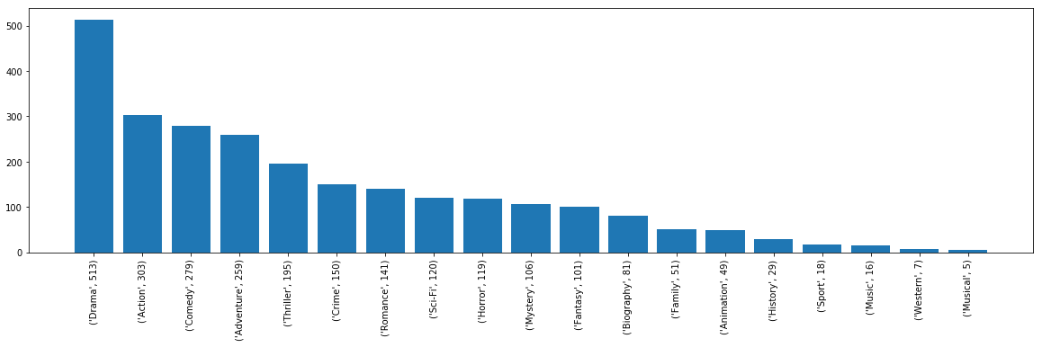 500
400
300
200
100
0
('Drama', 513)
('Action', 303)
('Comedy', 279)
('Adventure', 259)
('Thriller', 195)
('Crime', 150)
('Romance', 141)
('Sci-Fi', 120)
('Horror', 119)
('Mystery', 106)
('Fantasy', 101)
('Biography', 81)
('Family', 51)
('Animation', 49)
('History', 29)
('Sport', 18)
('Music', 16)
('Western', 7)
('Musical', 5)